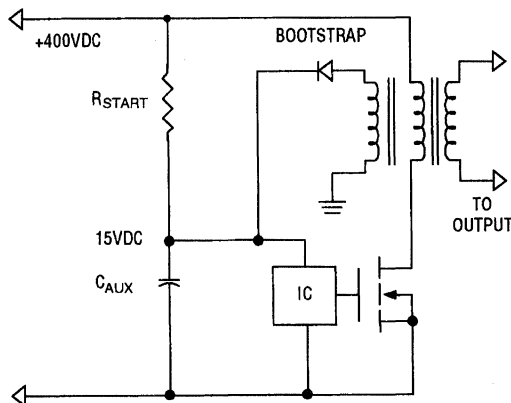 +400VDC
BOOTSTRAP
RSTART
15VDC
TO
OUTPUT
CAUX
IC